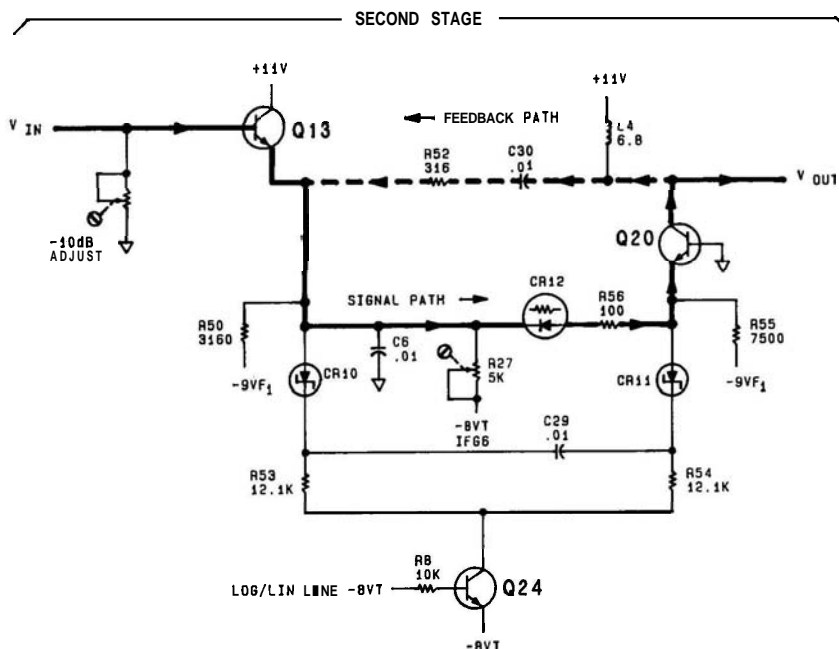 SECOND STAGE
+11V
+11V
V IN
Q13
FEEDBACK PATH
L4
6.8
R52
316
C30
.01
V OUT
-10dB
ADJUST
Q20
SIGNAL PATH
CR12
R56
100
R50
3160
C6
.01
R27
5K
R55
7500
-9VF1
CR10
CR11
-9VF1
-8VT
IFG6
C29
.01
R53
12.1K
R54
12.1K
R8
10K
LOG/LIN LINE -8VT
Q24
-8VT